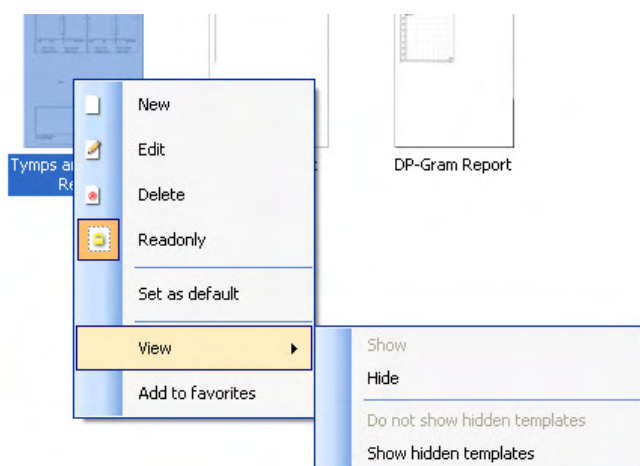 New
Edit
Tymps
DP-Gram Report
Delete
Readonly
Set as default
View
Show
Hide
Add to favorites
Do not show hidden templates
Show hidden templates